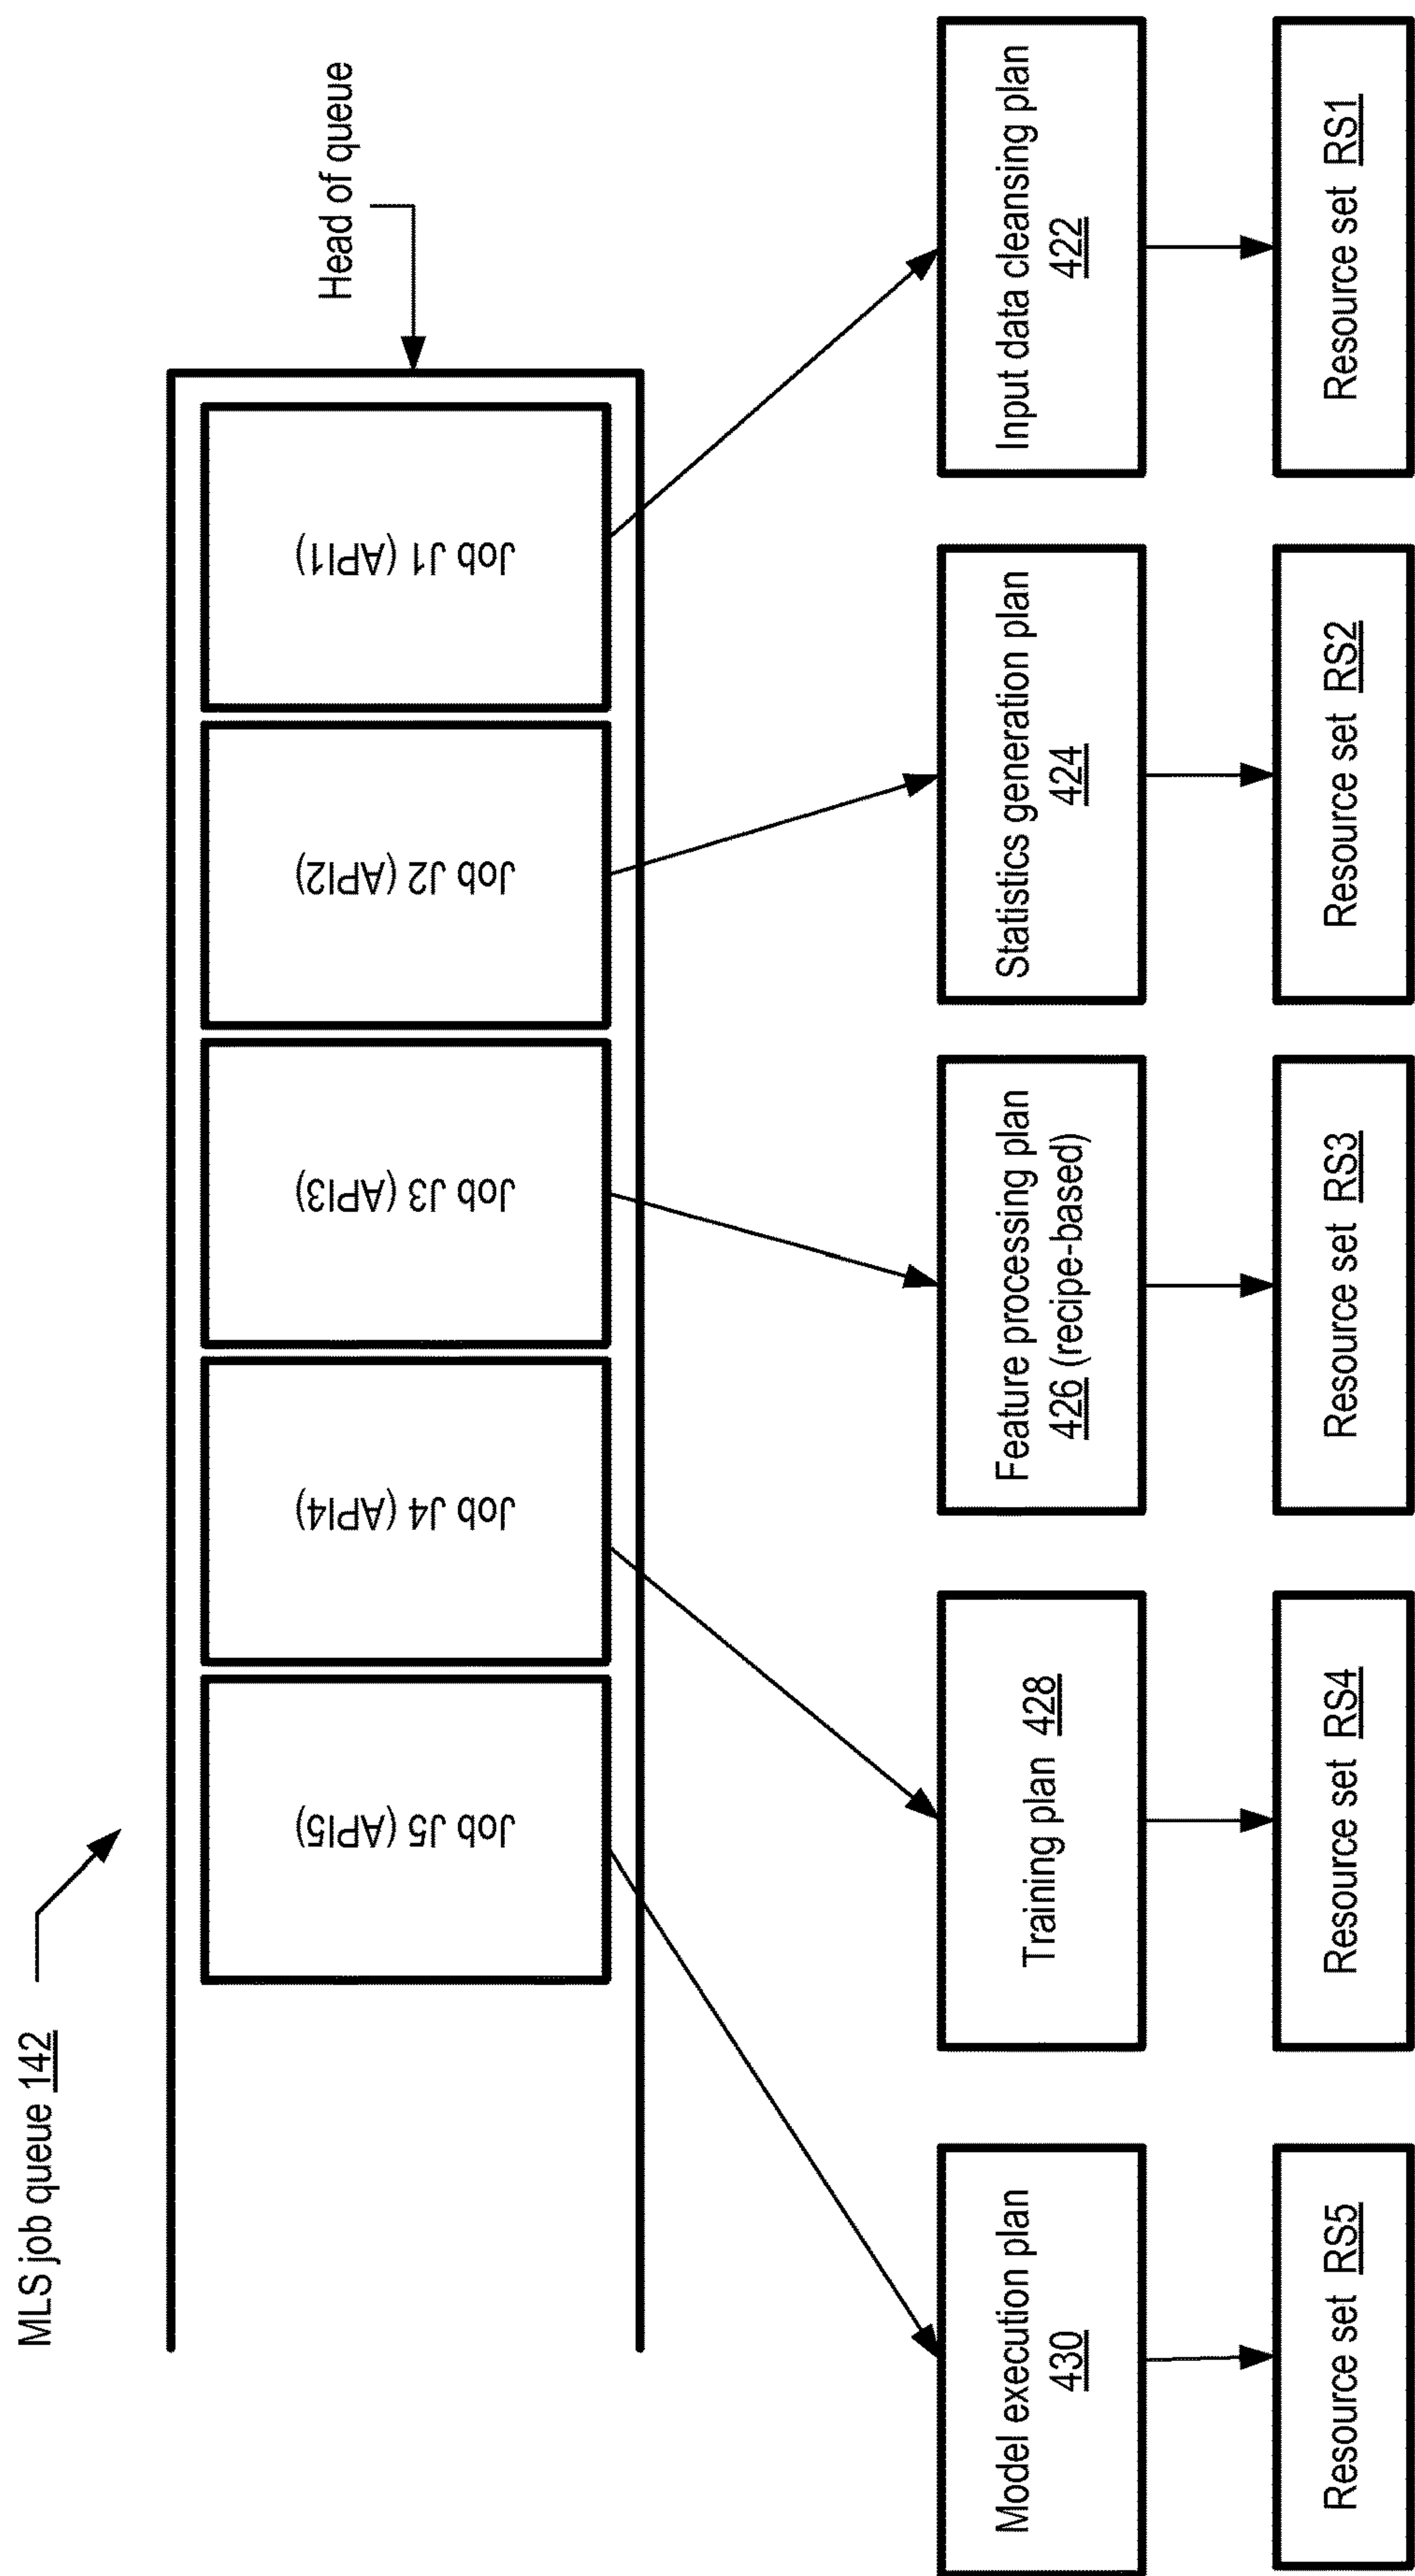 MLS job queue 142
Head of queue
Job J5 (API5)
Job J4 (API4)
Job J3 (API3)
Job J2 (API2)
Job J1 (API1)
Model execution plan
430
Training plan 428
Feature processing plan
426 (recipe-based)
Statistics generation plan
424
Input data cleansing plan
422
Resource set RS5
Resource set RS4
Resource set RS3
Resource set RS2
Resource set RS1